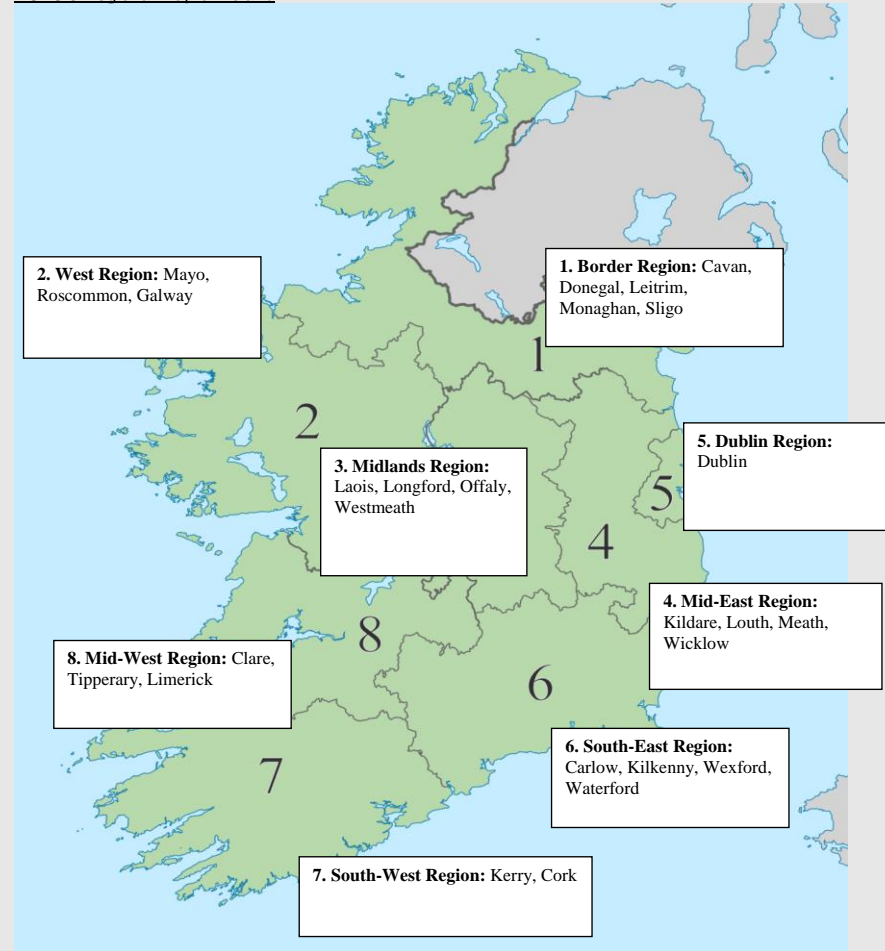 2. West Region: Mayo,
Roscommon, Galway
1. Border Region: Cavan,
Donegal, Leitrim,
Monaghan, Sligo
1
2
5. Dublin Region:
Dublin
3. Midlands Region:
Laois, Longford, Offaly,
Westmeath
5
4
4. Mid-East Region:
Kildare, Louth, Meath,
Wicklow
8
8. Mid-West Region: Clare,
Tipperary, Limerick
6
6. South-East Region:
Carlow, Kilkenny, Wexford,
Waterford
7
7. South-West Region: Kerry, Cork